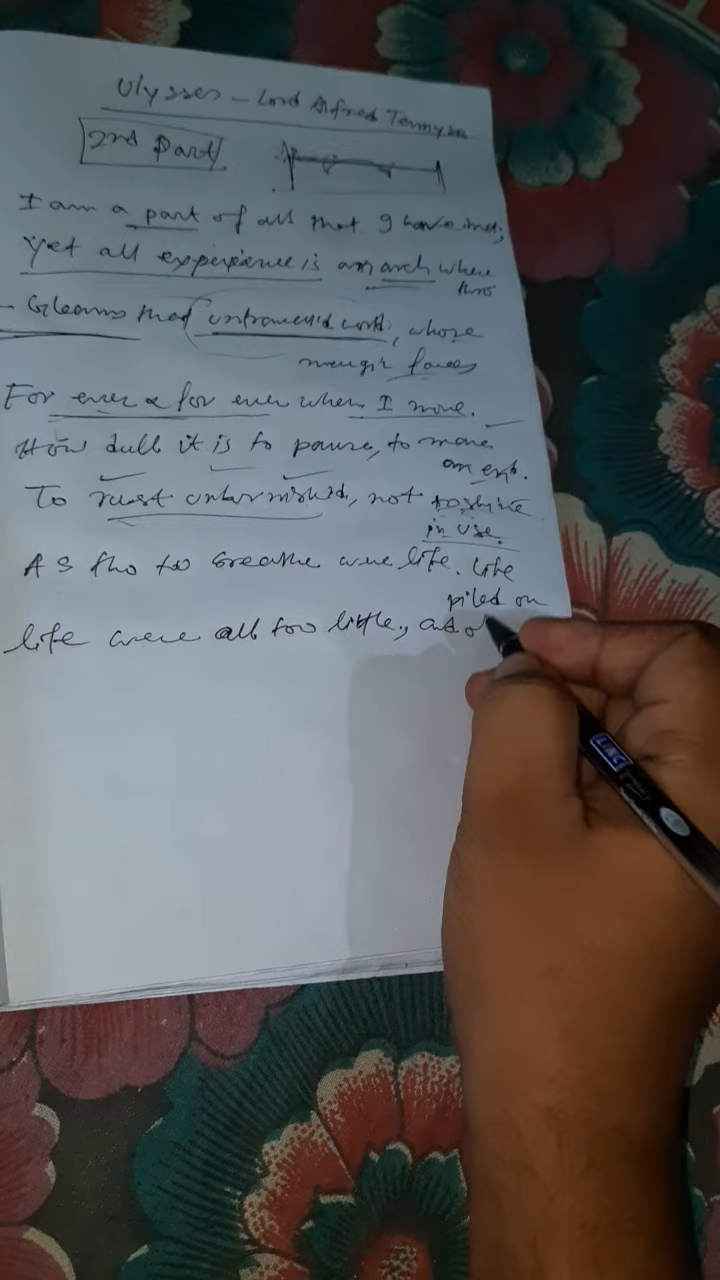 Ulysses - Lord Alfred Tennyson
2nd Part
I am a part of all that I have met;
Yet all experience is an arch where
thro
- Gleams that untravell'd world, whose
margin fades
For ever & for ever when I move.
How dull it is to pause, to make
an end.
To rust unburnished, not to shine
in use.
As tho to breathe were life. Life
piled on
life were all too little, and o
LINC